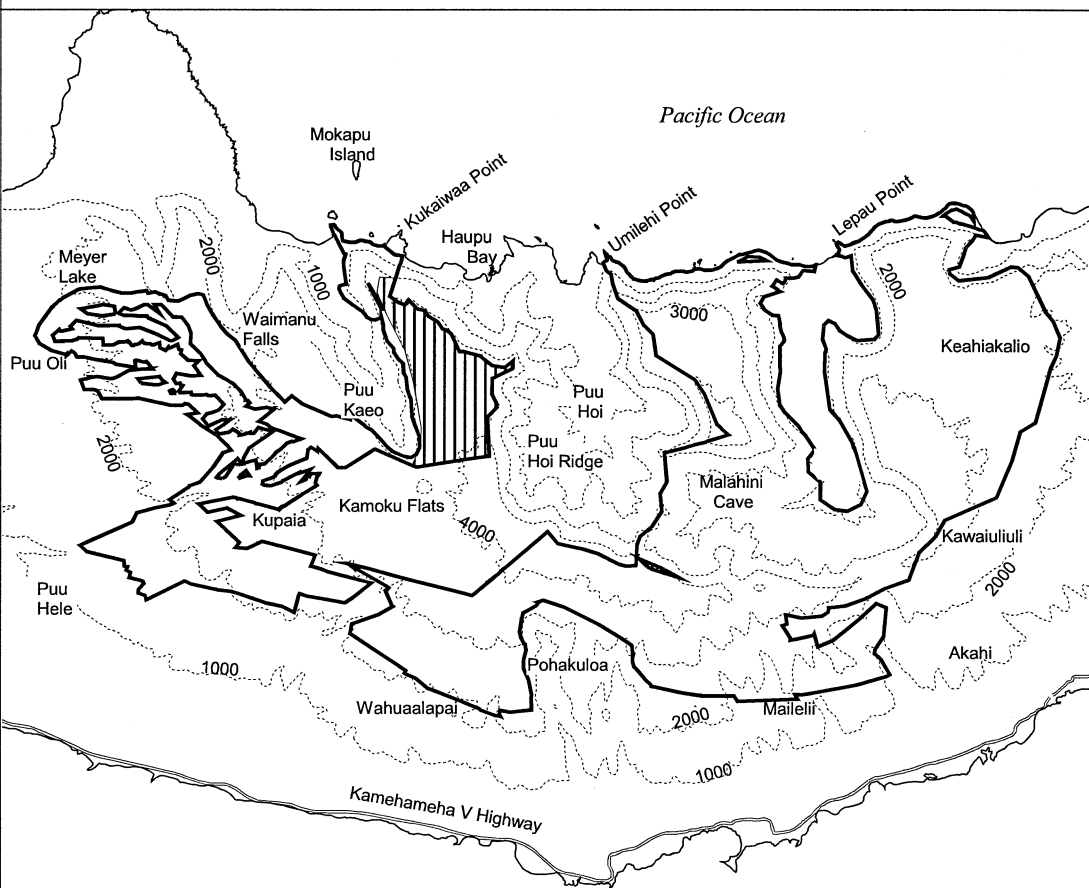 Pacific Ocean
Mokapu
Island
Kukaiwaa Point
Haupu
Bay
Umilehi Point
Lepau Point
Meyer
Lake
2000
1000
Waimanu
Falls
3000
2000
Keahiakalio
Puu Oli
Puu
Kaeo
Puu
Hoi
Puu
Hoi Ridge
2000
Malahini
Cave
Kamoku Flats
Kupaia
4000
Kawaiuliuli
2000
Puu
Hele
1000
Pohakuloa
Akahi
Wahuaalapai
2000
Mailelii
1000
Kamehameha V Highway